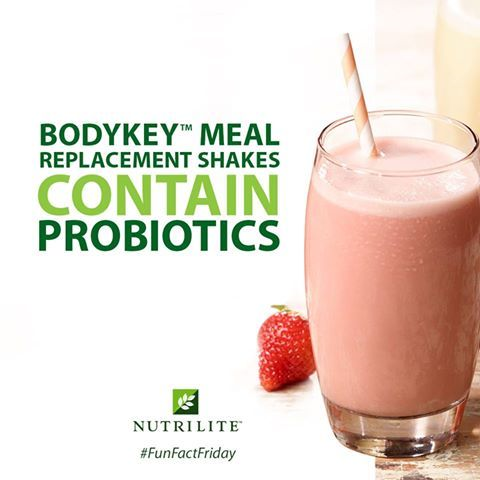 BODYKEY™ MEAL
REPLACEMENT SHAKES
CONTAIN
PROBIOTICS
NUTRILITE™
#FunFactFriday